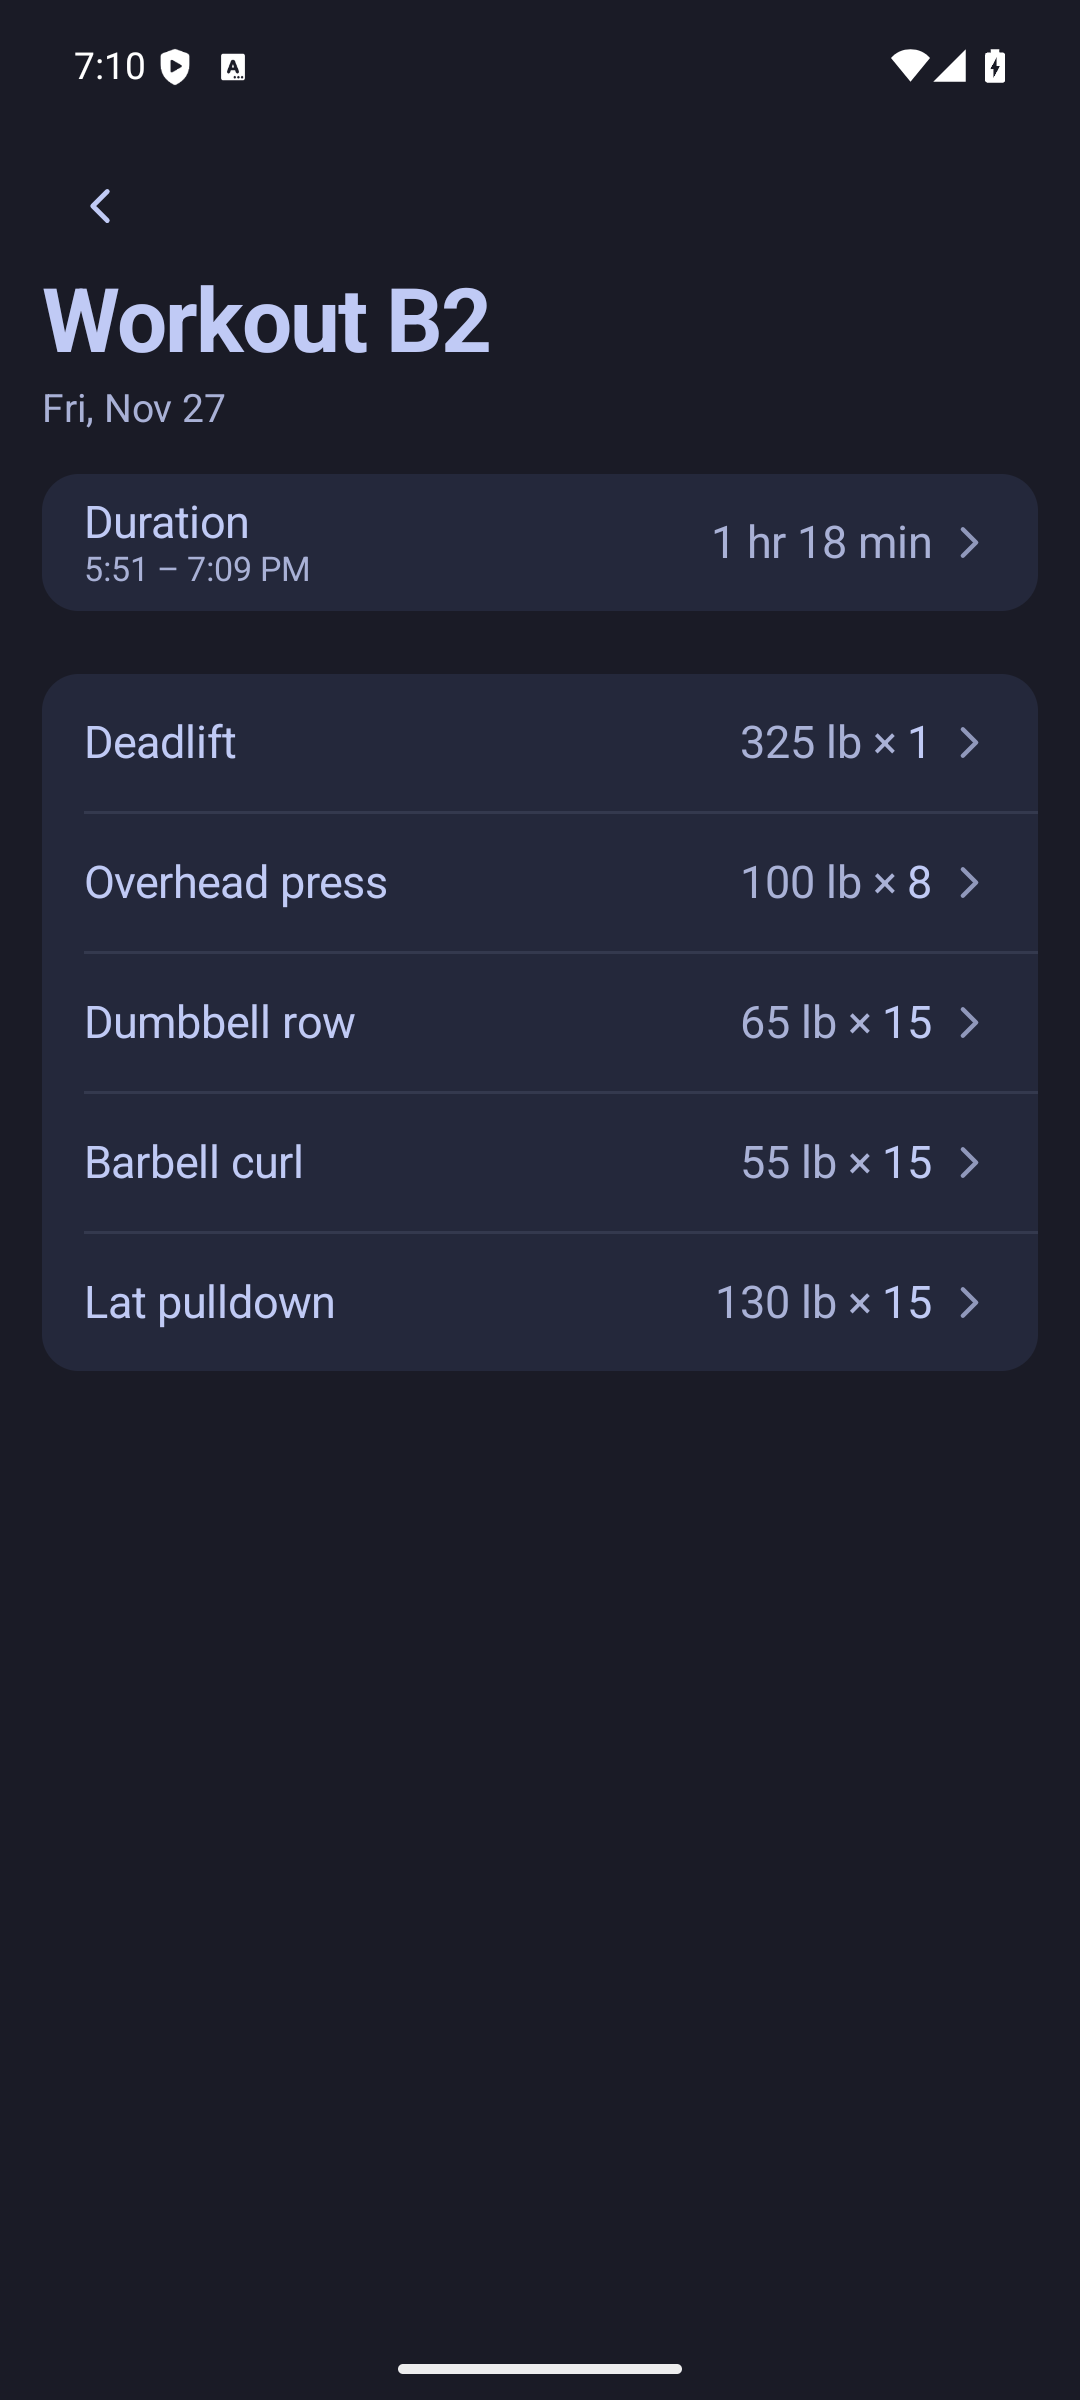 7:10
Workout B2
Fri, Nov 27
Duration
5:51 – 7:09 PM
1 hr 18 min
Deadlift 325 lb × 1
Overhead press 100 lb × 8
Dumbbell row 65 lb × 15
Barbell curl 55 lb × 15
Lat pulldown 130 lb × 15